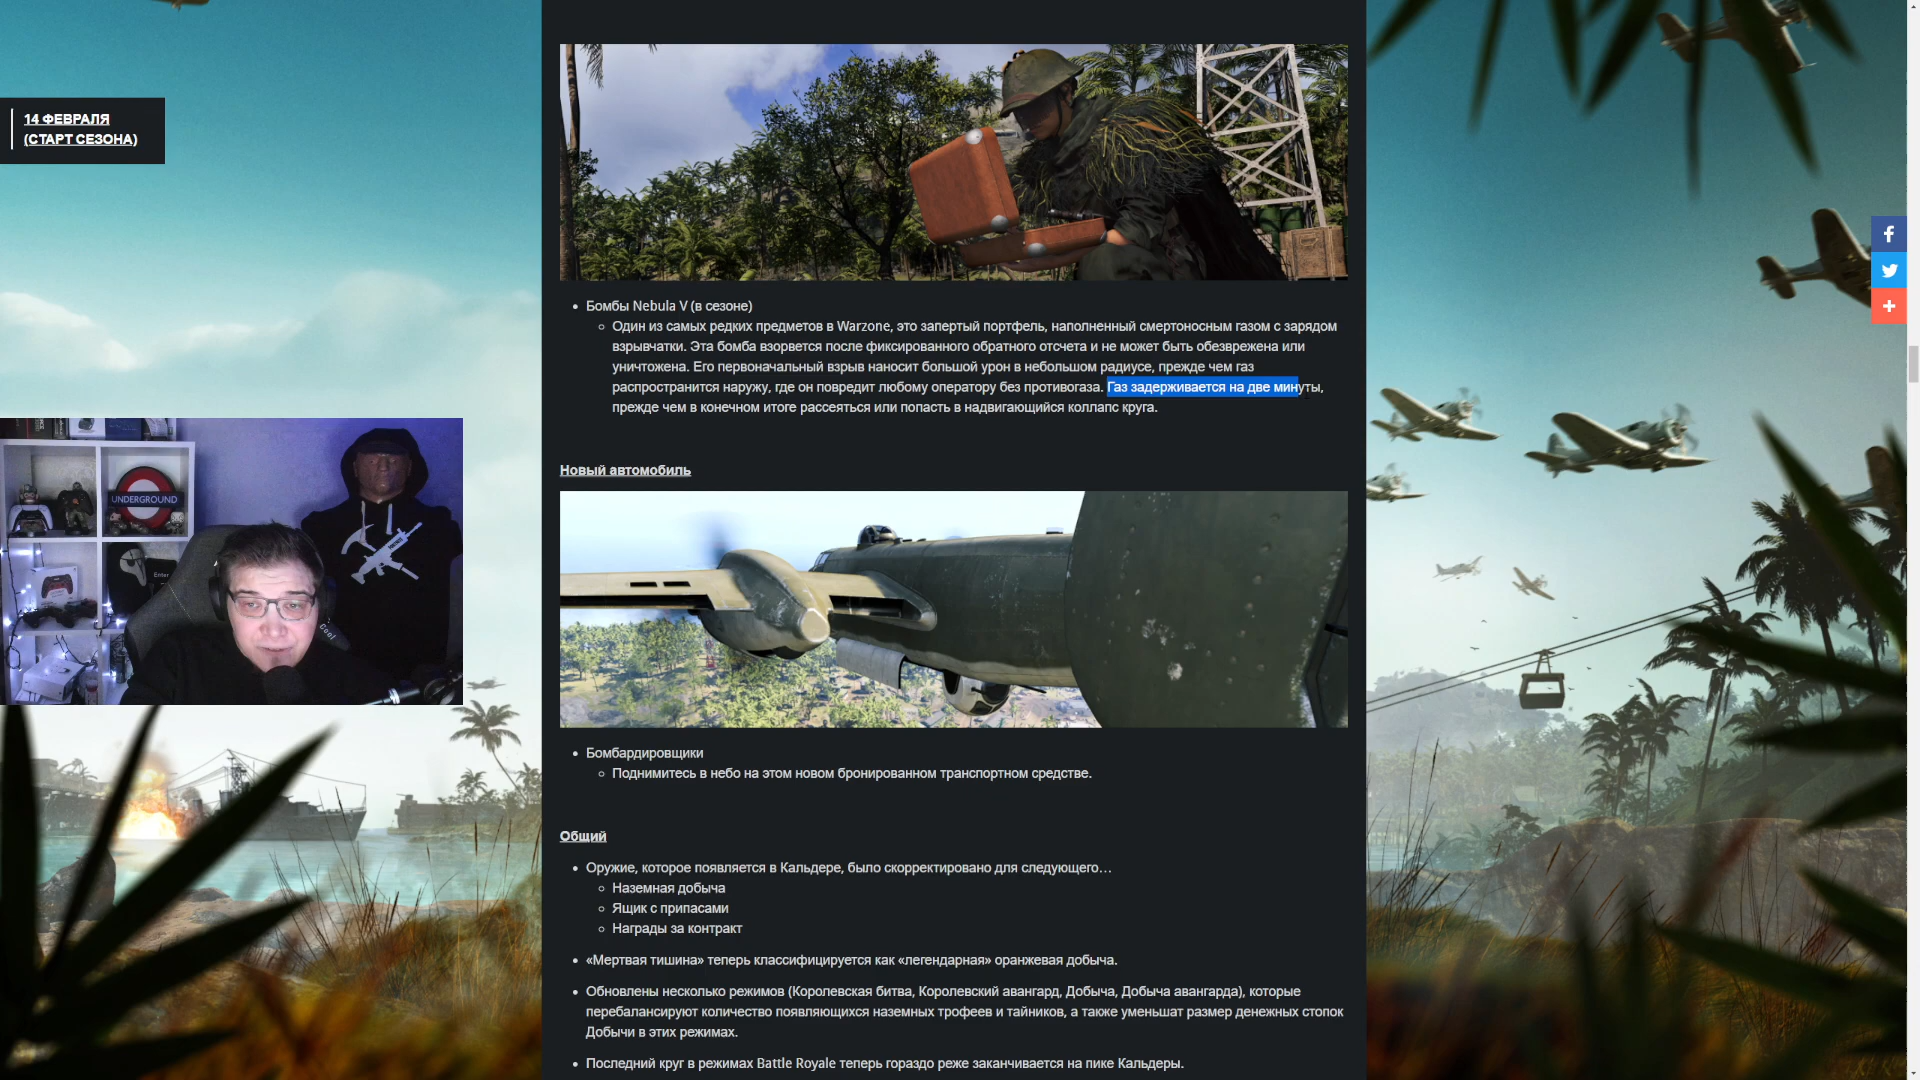 14 ФЕВРАЛЯ
(СТАРТ СЕЗОНА)
Бомбы Nebula V (в сезоне)
Один из самых редких предметов в Warzone, это запертый портфель, наполненный смертоносным газом с зарядом
взрывчатки. Эта бомба взорвется после фиксированного обратного отсчета и не может быть обезврежена или
уничтожена. Его первоначальный взрыв наносит большой урон в небольшом радиусе, прежде чем газ
распространится наружу, где он повредит любому оператору без противогаза. Газ задерживается на две минуты,
прежде чем в конечном итоге рассеяться или попасть в надвигающийся коллапс круга.
UNDERGROUND
Enter
Cool
Новый автомобиль
Бомбардировщики
Поднимитесь в небо на этом новом бронированном транспортном средстве.
Общий
Оружие, которое появляется в Кальдере, было скорректировано для следующего…
Наземная добыча
Ящик с припасами
Награды за контракт
«Мертвая тишина» теперь классифицируется как «легендарная» оранжевая добыча.
Обновлены несколько режимов (Королевская битва, Королевский авангард, Добыча, Добыча авангарда), которые
перебалансируют количество появляющихся наземных трофеев и тайников, а также уменьшат размер денежных стопок
Добычи в этих режимах.
Последний круг в режимах Battle Royale теперь гораздо реже заканчивается на пике Кальдеры.